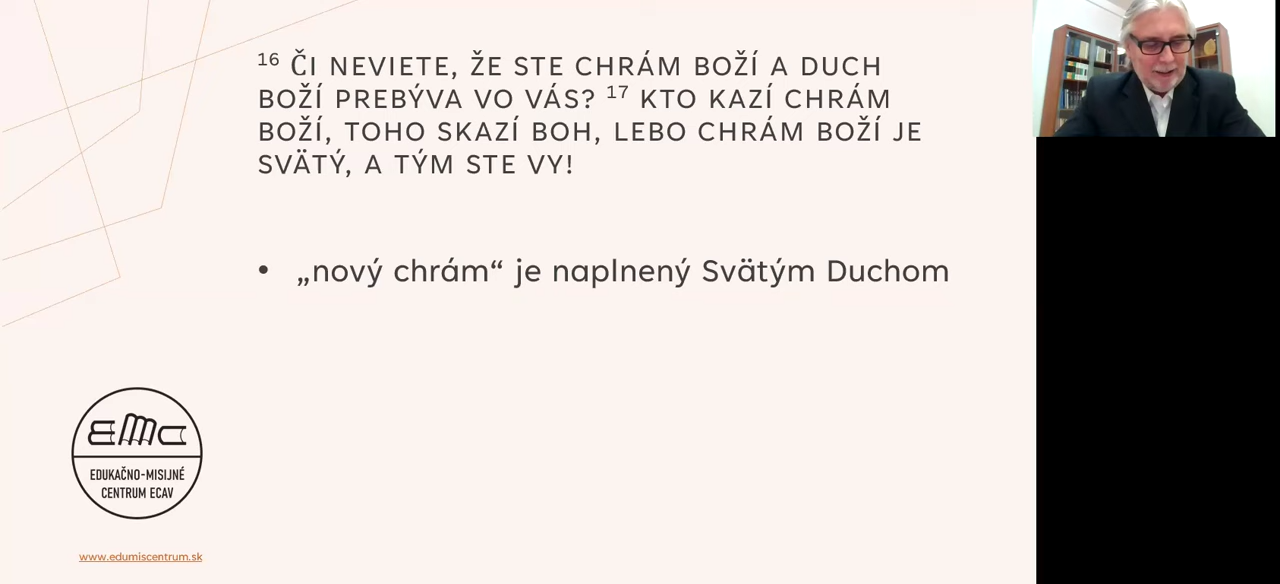 16 ČI NEVIETE, ŽE STE CHRÁM BOŽÍ A DUCH
BOŽÍ PREBÝVA VO VÁS? 17 KTO KAZÍ CHRÁM
BOŽÍ, TOHO SKAZÍ BOH, LEBO CHRÁM BOŽÍ JE
SVÄTÝ, A TÝM STE VY!
• „nový chrám“ je naplnený Svätým Duchom
EMC
EDUKAČNO-MISIJNÉ
CENTRUM ECAV
www.edumiscentrum.sk